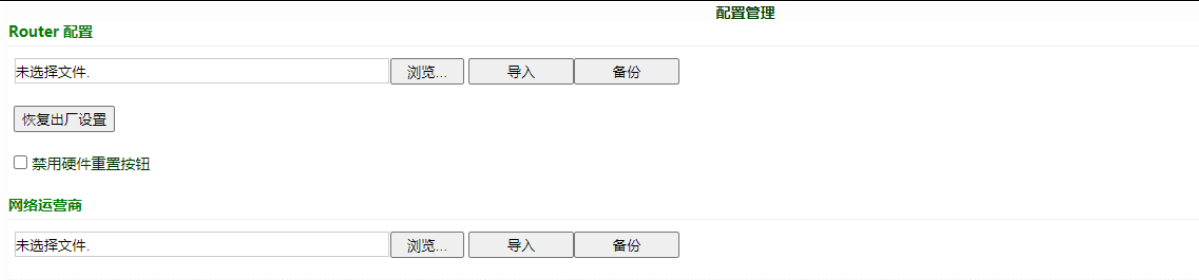 配置管理
Router 配置
未选择文件. 浏览... 导入 备份
恢复出厂设置
禁用硬件重置按钮
网络运营商
未选择文件. 浏览... 导入 备份